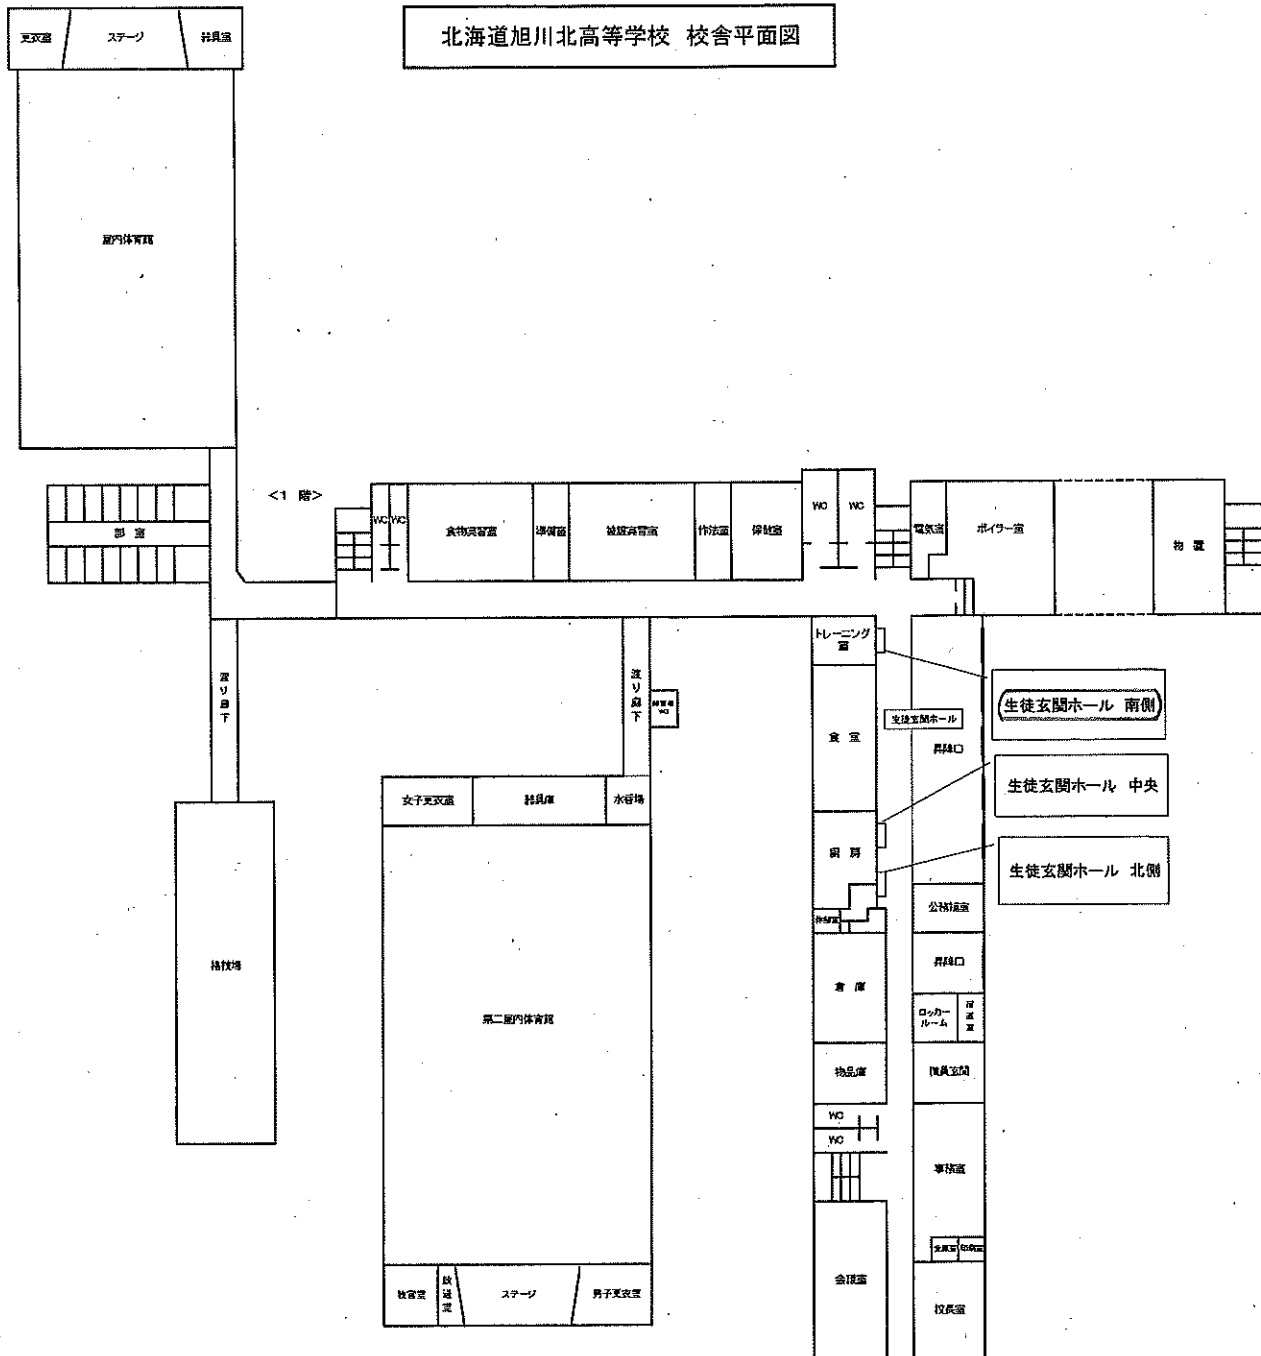 北海道旭川北高等学校 校舎平面図
更衣室
ステージ
器具室
屋内体育館
<1 階>
部 室
WC
WC
食物実習室
準備室
被服実習室
作法室
保健室
WC
WC
電気室
ボイラー室
物 置
渡り廊下
渡り廊下
トレーニング
室
生徒玄関ホール 南側
生徒玄関ホール
食 堂
昇降口
生徒玄関ホール 中央
女子更衣室
器具庫
水呑場
厨 房
生徒玄関ホール 北側
公務補室
格技場
第二屋内体育館
倉 庫
昇降口
ロッカー
ルーム
物品庫
職員玄関
WC
WC
事務室
印刷室
教官室
放送室
ステージ
男子更衣室
会議室
校長室